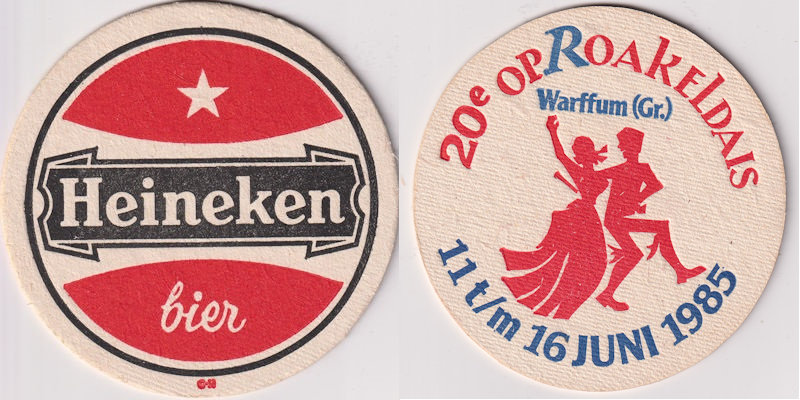 Heineken
bier
20e opRoakeldais
Warffum (Gr.)
11 t/m 16 JUNI 1985